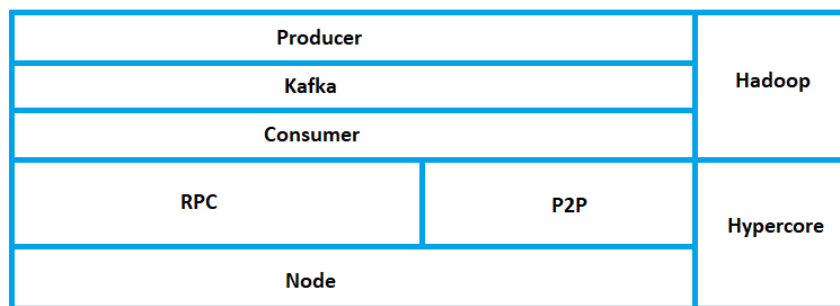 Producer
Kafka
Consumer
Hadoop
RPC
P2P
Hypercore
Node